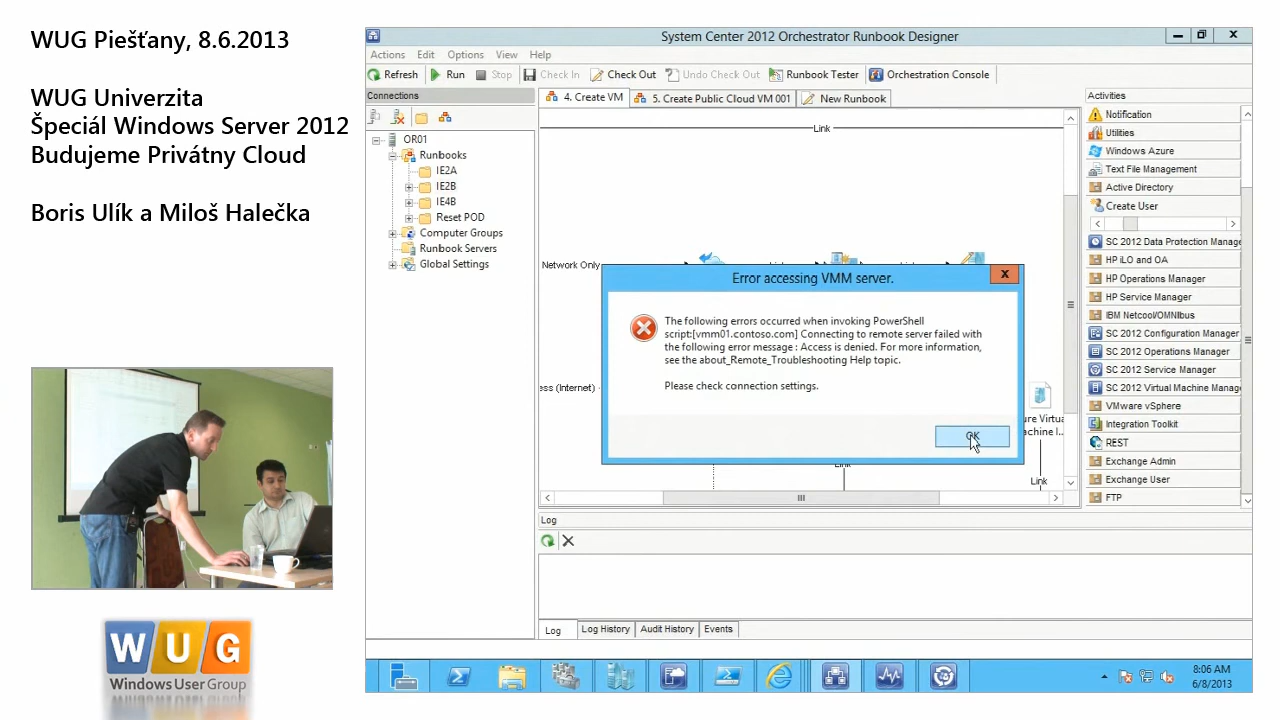 WUG Piešťany, 8.6.2013
WUG Univerzita
Špeciál Windows Server 2012
Budujeme Privátny Cloud
Boris Ulík a Miloš Halečka
WUG
Windows User Group
System Center 2012 Orchestrator Runbook Designer
Actions Edit Options View Help
Refresh Run Stop Check In Check Out Undo Check Out Runbook Tester Orchestration Console
Connections
OR01
Runbooks
IE2A
IE2B
IE4B
Reset POD
Computer Groups
Runbook Servers
Global Settings
4. Create VM 5. Create Public Cloud VM 001 New Runbook
Link
Network Only
ess (Internet)
ure Virtua
achine I...
Link
Link
Error accessing VMM server.
The following errors occurred when invoking PowerShell
script:[vmm01.contoso.com] Connecting to remote server failed with
the following error message : Access is denied. For more information,
see the about_Remote_Troubleshooting Help topic.
Please check connection settings.
OK
Log
Log Log History Audit History Events
Activities
Notification
Utilities
Windows Azure
Text File Management
Active Directory
Create User
SC 2012 Data Protection Manage
HP iLO and OA
HP Operations Manager
HP Service Manager
IBM Netcool/OMNIbus
SC 2012 Configuration Manager
SC 2012 Operations Manager
SC 2012 Service Manager
SC 2012 Virtual Machine Manag
VMware vSphere
Integration Toolkit
REST
Exchange Admin
Exchange User
FTP
8:06 AM
6/8/2013